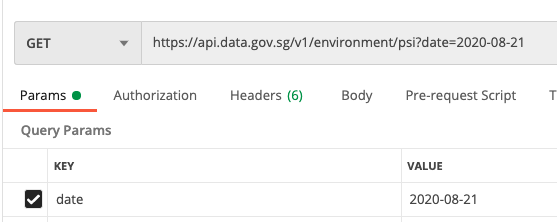 GET https://api.data.gov.sg/v1/environment/psi?date=2020-08-21
Params Authorization Headers (6) Body Pre-request Script T
Query Params
KEY VALUE
date 2020-08-21